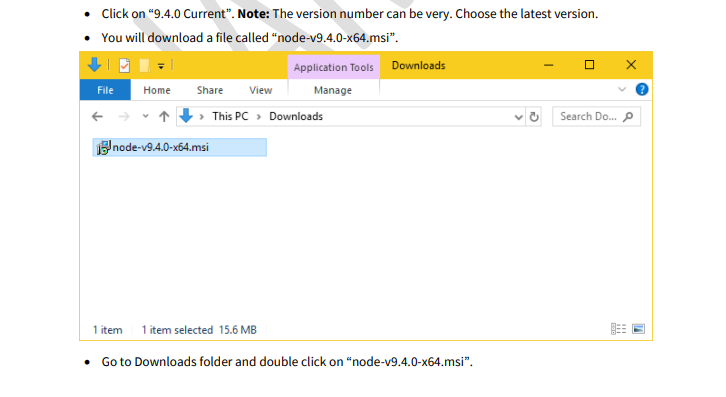 • Click on “9.4.0 Current”. Note: The version number can be very. Choose the latest version.
• You will download a file called “node-v9.4.0-x64.msi”.
Application Tools Downloads
File Home Share View Manage
This PC › Downloads Search Do...
node-v9.4.0-x64.msi
1 item 1 item selected 15.6 MB
• Go to Downloads folder and double click on “node-v9.4.0-x64.msi”.